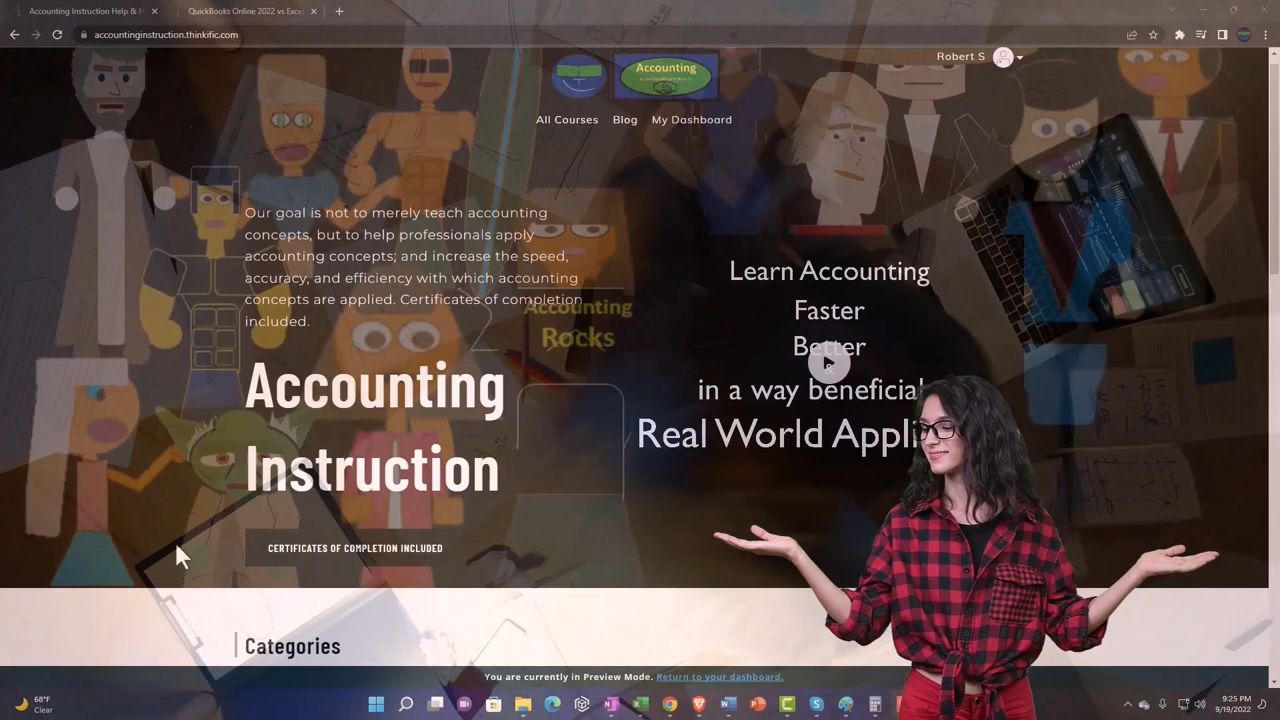 Accounting Instruction Help & H
QuickBooks Online 2022 vs Exce
accountinginstruction.thinkific.com
Robert S
Accounting
All Courses Blog My Dashboard
Our goal is not to merely teach accounting
concepts, but to help professionals apply
accounting concepts; and increase the speed,
accuracy, and efficiency with which accounting
concepts are applied. Certificates of completion
included.
Accounting
Rocks
Learn Accounting
Faster
Better
&
in a way beneficial
Real World Appli
Accounting
Instruction
CERTIFICATES OF COMPLETION INCLUDED
Categories
You are currently in Preview Mode. Return to your dashboard.
68°F
Clear
9:25 PM
9/19/2022